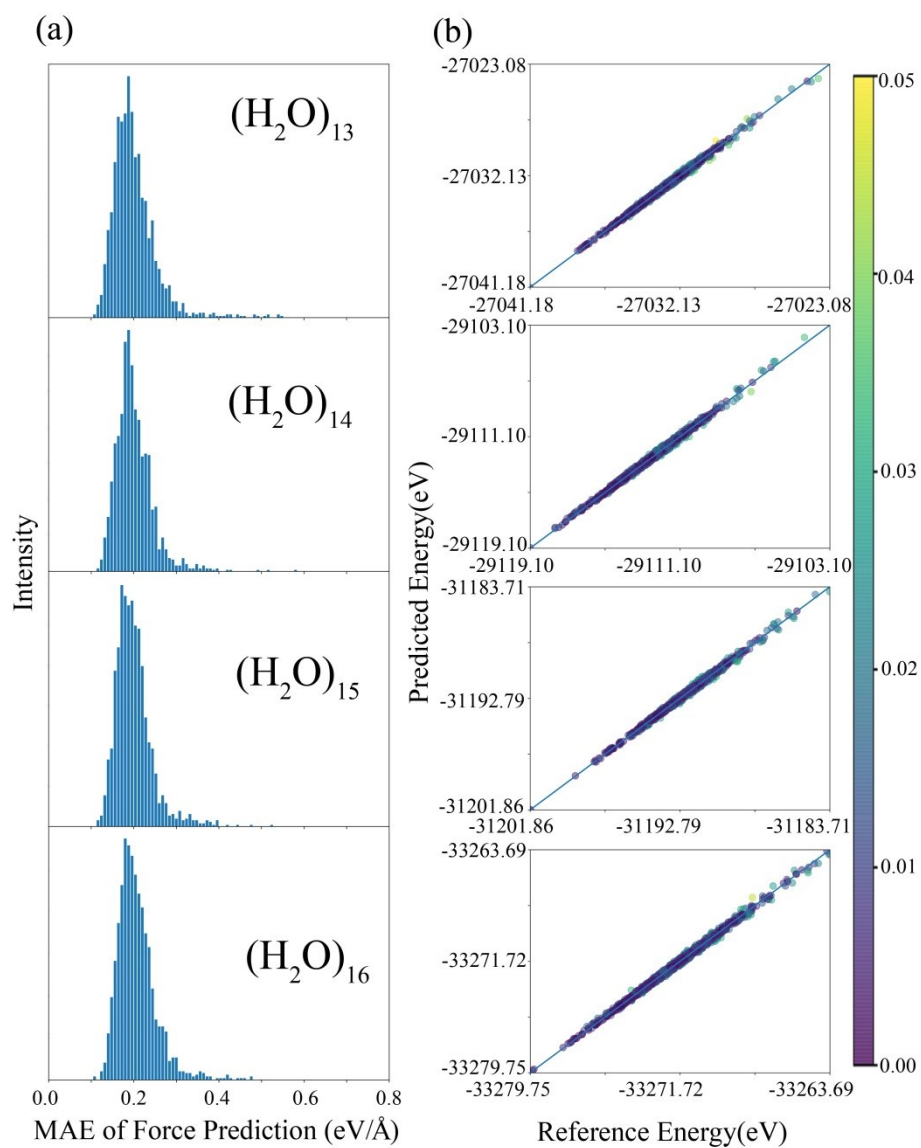 (a)
(H₂O)₁₃
(H₂O)₁₄
(H₂O)₁₅
(H₂O)₁₆
Intensity
0.0 0.2 0.4 0.6 0.8
MAE of Force Prediction (eV/Å)
(b)
Predicted Energy(eV)
-27023.08
-27032.13
-27041.18
-27041.18 -27032.13 -27023.08
-29103.10
-29111.10
-29119.10
-29119.10 -29111.10 -29103.10
-31183.71
-31192.79
-31201.86
-31201.86 -31192.79 -31183.71
-33263.69
-33271.72
-33279.75
-33279.75 -33271.72 -33263.69
Reference Energy(eV)
0.05
0.04
0.03
0.02
0.01
0.00